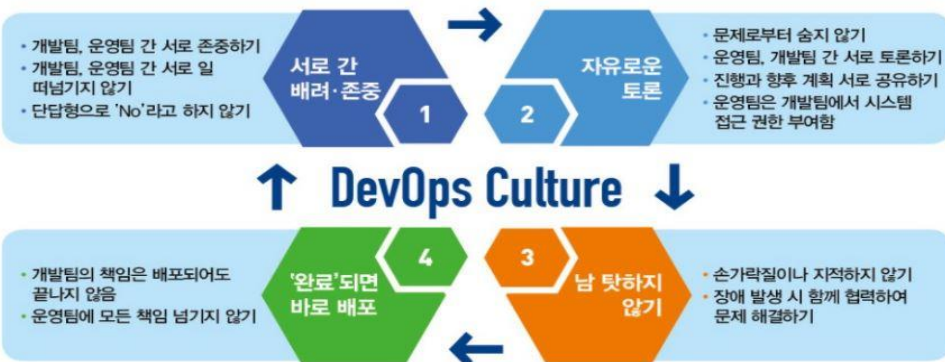 • 개발팀, 운영팀 간 서로 존중하기
• 개발팀, 운영팀 간 서로 일
떠넘기지 않기
• 단답형으로 'No'라고 하지 않기
서로 간
배려·존중
1
2
자유로운
토론
• 문제로부터 숨지 않기
• 운영팀, 개발팀 간 서로 토론하기
• 진행과 향후 계획 서로 공유하기
• 운영팀은 개발팀에서 시스템
접근 권한 부여함
DevOps Culture
• 개발팀의 책임은 배포되어도
끝나지 않음
• 운영팀에 모든 책임 넘기지 않기
'완료'되면
바로 배포
4
3
남 탓하지
않기
• 손가락질이나 지적하지 않기
• 장애 발생 시 함께 협력하여
문제 해결하기